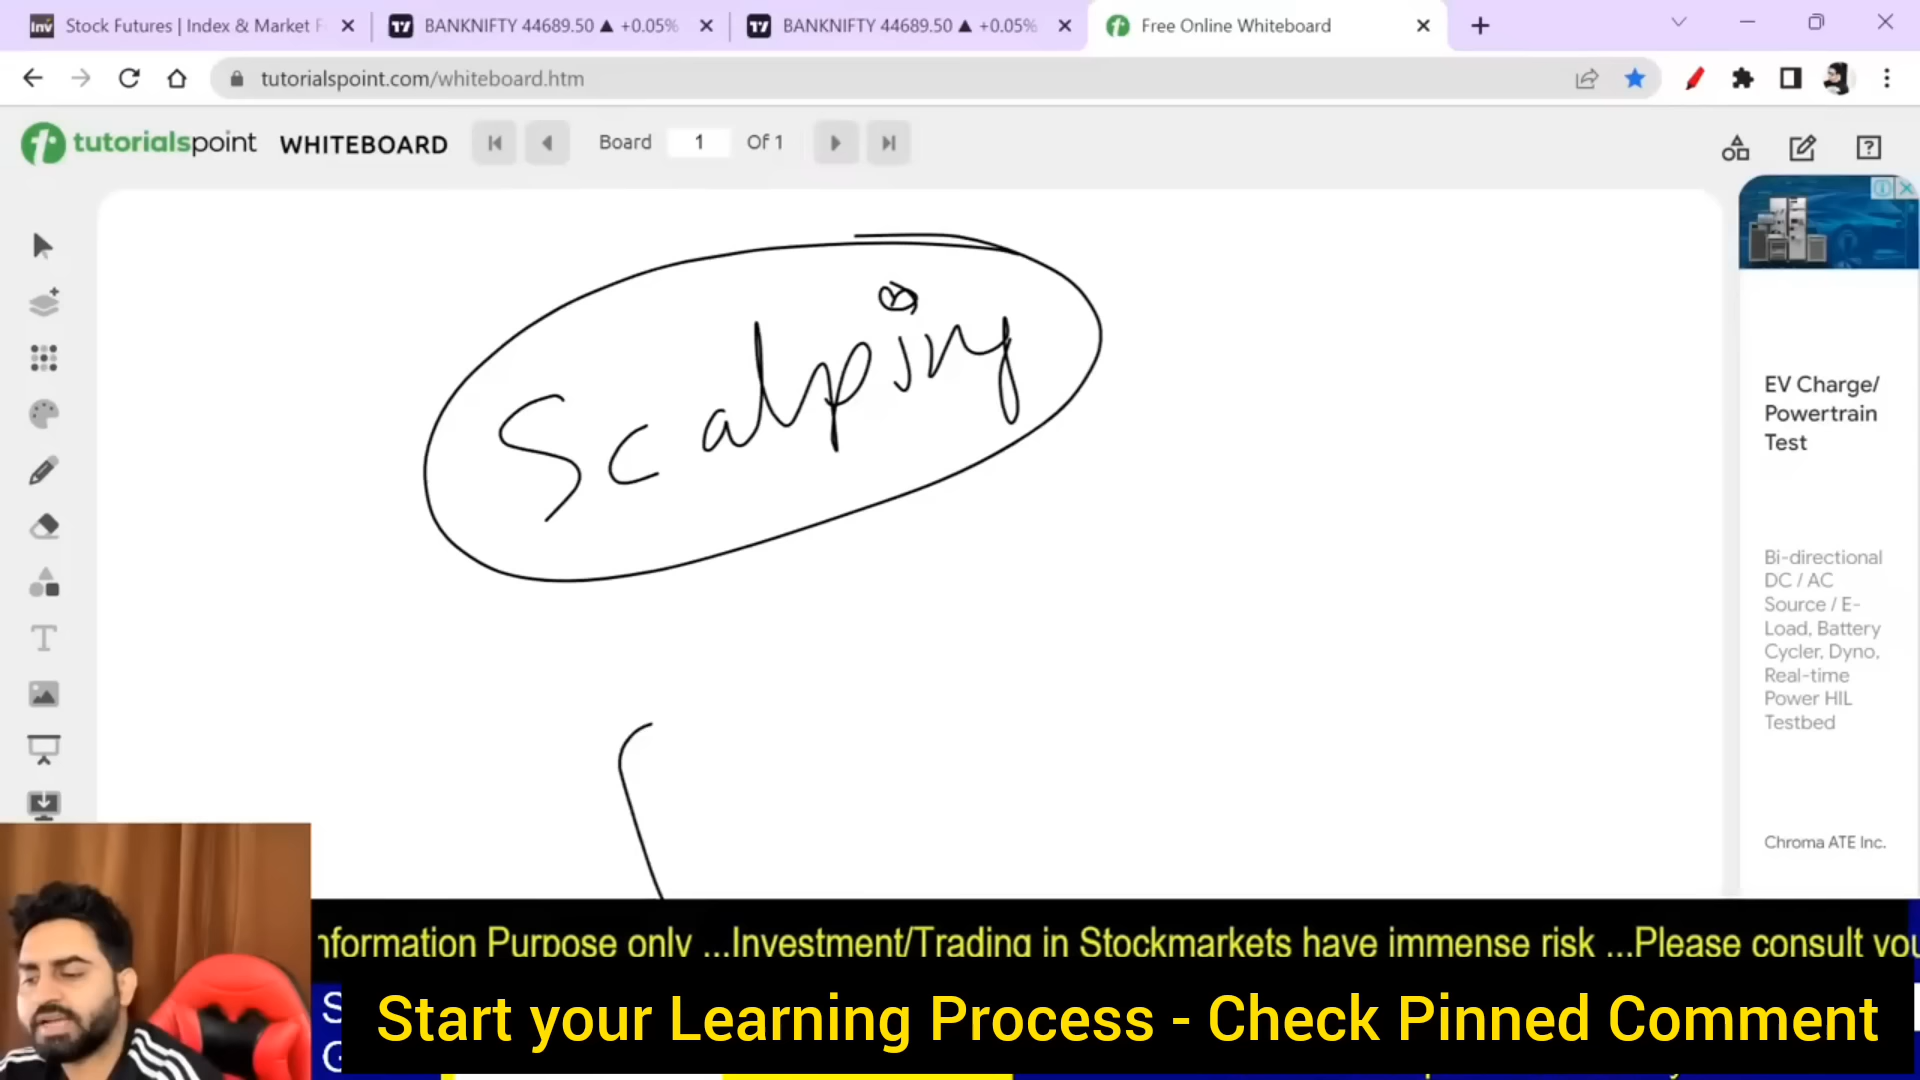 Stock Futures | Index & Market F
BANKNIFTY 44689.50 ▲ +0.05%
BANKNIFTY 44689.50 ▲ +0.05%
Free Online Whiteboard
tutorialspoint.com/whiteboard.htm
tutorialspoint WHITEBOARD Board 1 Of 1
Scalping
EV Charge/
Powertrain
Test
Bi-directional
DC / AC
Source / E-
Load, Battery
Cycler, Dyno,
Real-time
Power HIL
Testbed
Chroma ATE Inc.
nformation Purpose only ...Investment/Trading in Stockmarkets have immense risk ...Please consult you
Start your Learning Process - Check Pinned Comment